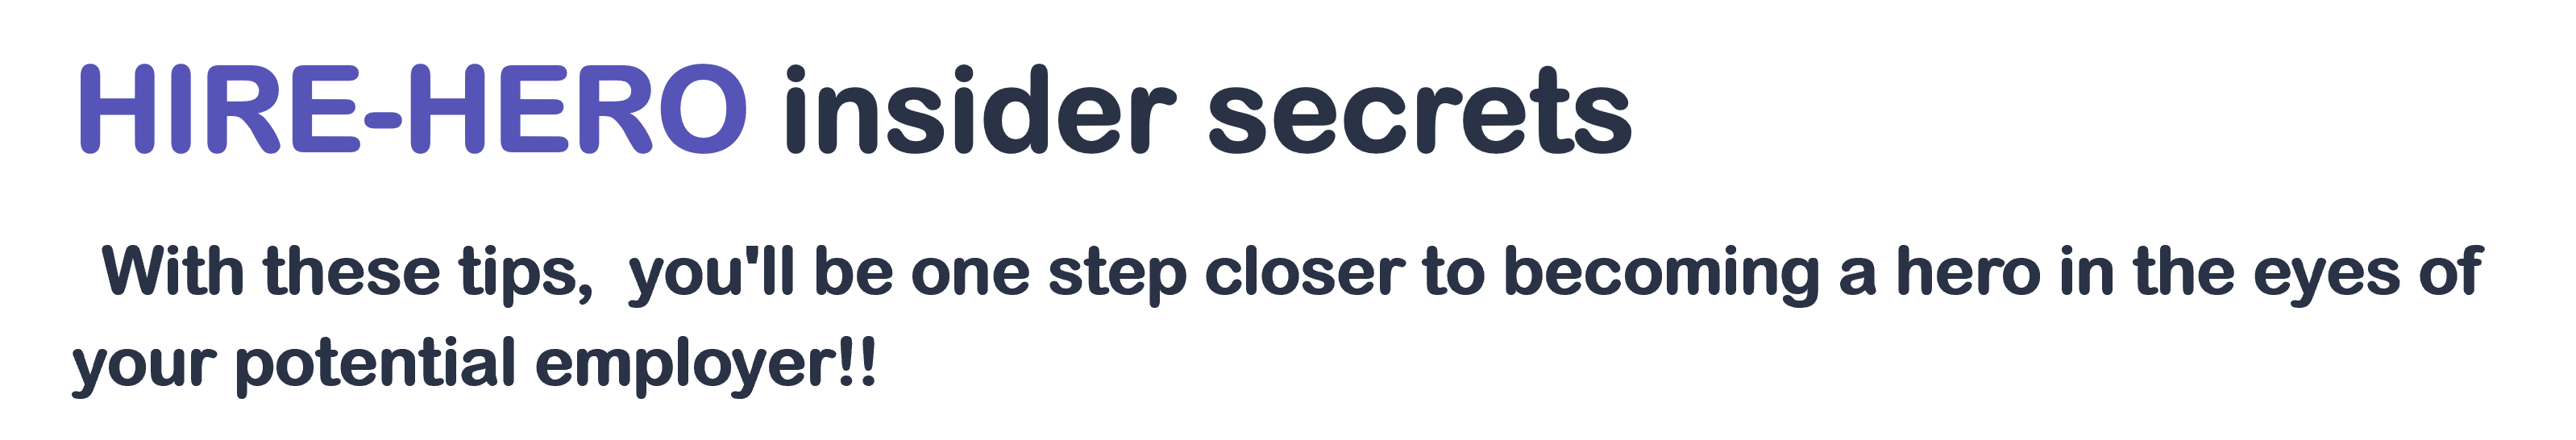 HIRE-HERO insider secrets
With these tips,  you'll be one step closer to becoming a hero in the eyes of
your potential employer!!